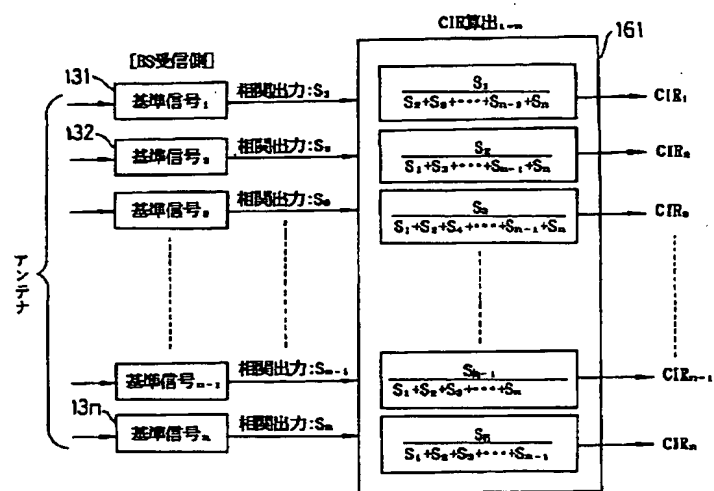 CIR算出₁₋ₙ
161
[BS受信側]
131
基準信号₁
相関出力:S₁
S₁
S₂+S₃+・・・+Sₙ₋₁+Sₙ
CIR₁
132
基準信号₂
相関出力:S₂
S₂
S₁+S₃+・・・+Sₙ₋₁+Sₙ
CIR₂
基準信号₃
相関出力:S₃
S₃
S₁+S₂+S₄+・・・+Sₙ₋₁+Sₙ
CIR₃
アンテナ
基準信号ₙ₋₁
相関出力:Sₙ₋₁
Sₙ₋₁
S₁+S₂+S₃+・・・+Sₙ
CIRₙ₋₁
13n
基準信号ₙ
相関出力:Sₙ
Sₙ
S₁+S₂+S₃+・・・+Sₙ₋₁
CIRₙ